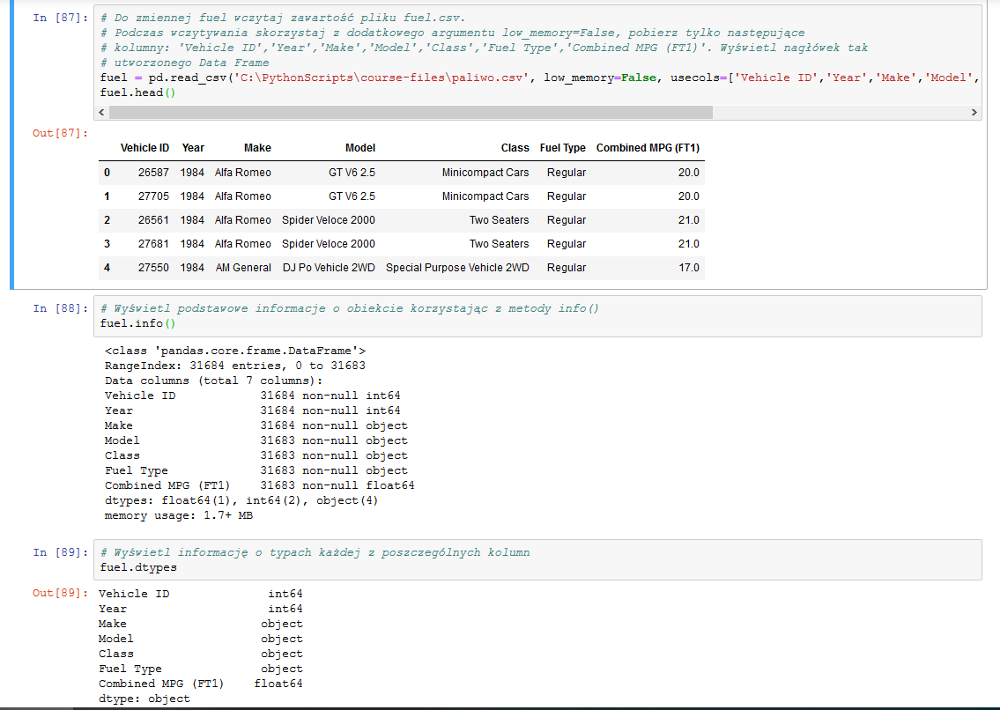 In [87]: # Do zmiennej fuel wczytaj zawartość pliku fuel.csv.
# Podczas wczytywania skorzystaj z dodatkowego argumentu low_memory=False, pobierz tylko następujące
# kolumny: 'Vehicle ID','Year','Make','Model','Class','Fuel Type','Combined MPG (FT1)'. Wyświetl nagłówek tak
# utworzonego Data Frame
fuel = pd.read_csv('C:\PythonScripts\course-files\paliwo.csv', low_memory=False, usecols=['Vehicle ID','Year','Make','Model',
fuel.head()
Out[87]:
Vehicle ID Year Make Model Class Fuel Type Combined MPG (FT1)
0 26587 1984 Alfa Romeo GT V6 2.5 Minicompact Cars Regular 20.0
1 27705 1984 Alfa Romeo GT V6 2.5 Minicompact Cars Regular 20.0
2 26561 1984 Alfa Romeo Spider Veloce 2000 Two Seaters Regular 21.0
3 27681 1984 Alfa Romeo Spider Veloce 2000 Two Seaters Regular 21.0
4 27550 1984 AM General DJ Po Vehicle 2WD Special Purpose Vehicle 2WD Regular 17.0
In [88]: # Wyświetl podstawowe informacje o obiekcie korzystając z metody info()
fuel.info()
<class 'pandas.core.frame.DataFrame'>
RangeIndex: 31684 entries, 0 to 31683
Data columns (total 7 columns):
Vehicle ID 31684 non-null int64
Year 31684 non-null int64
Make 31684 non-null object
Model 31683 non-null object
Class 31683 non-null object
Fuel Type 31683 non-null object
Combined MPG (FT1) 31683 non-null float64
dtypes: float64(1), int64(2), object(4)
memory usage: 1.7+ MB
In [89]: # Wyświetl informację o typach każdej z poszczególnych kolumn
fuel.dtypes
Out[89]: Vehicle ID int64
Year int64
Make object
Model object
Class object
Fuel Type object
Combined MPG (FT1) float64
dtype: object